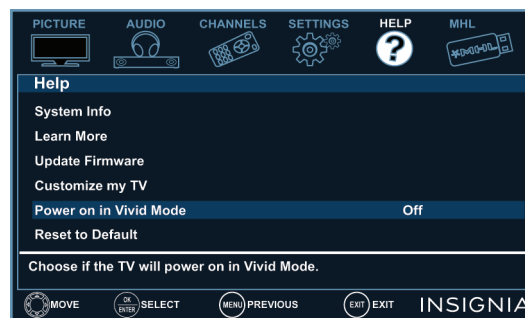 PICTURE AUDIO CHANNELS SETTINGS HELP MHL
?
MHL
Help
System Info
Learn More
Update Firmware
Customize my TV
Power on in Vivid Mode Off
Reset to Default
Choose if the TV will power on in Vivid Mode.
MOVE OK ENTER SELECT MENU PREVIOUS EXIT EXIT INSIGNIA